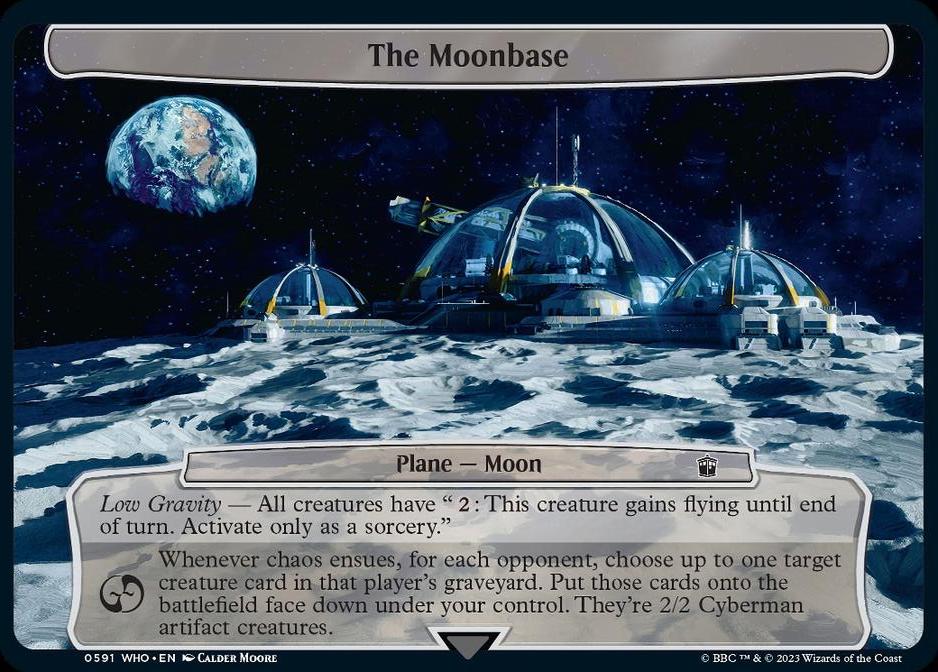 The Moonbase
Plane — Moon
Low Gravity — All creatures have “ 2: This creature gains flying until end
of turn. Activate only as a sorcery.”
Whenever chaos ensues, for each opponent, choose up to one target
creature card in that player’s graveyard. Put those cards onto the
battlefield face down under your control. They’re 2/2 Cyberman
artifact creatures.
0591 WHO • EN Calder Moore
© BBC ™ & © 2023 Wizards of the Coast